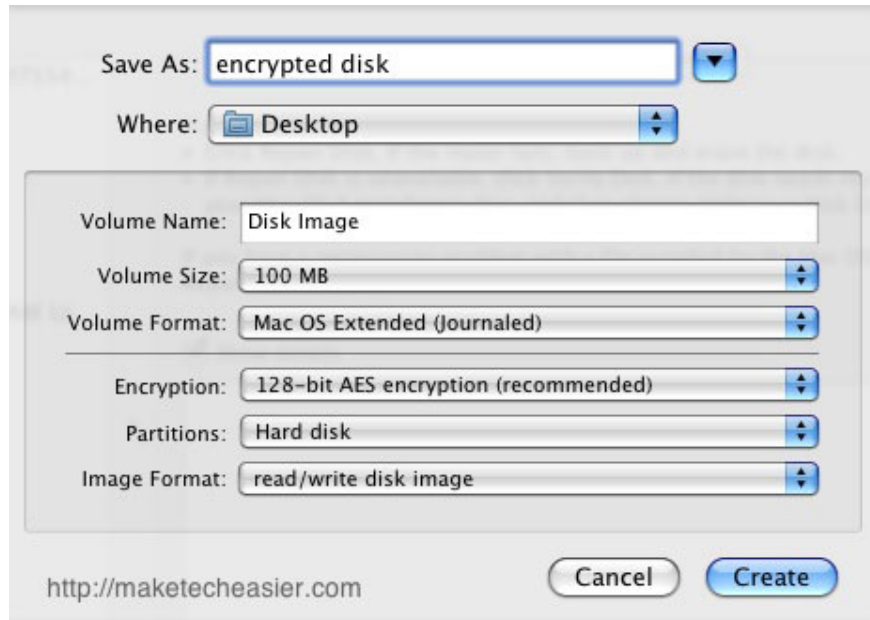 Save As: encrypted disk
Where: Desktop
Volume Name: Disk Image
Volume Size: 100 MB
Volume Format: Mac OS Extended (Journaled)
Encryption: 128-bit AES encryption (recommended)
Partitions: Hard disk
Image Format: read/write disk image
http://maketecheasier.com
Cancel Create